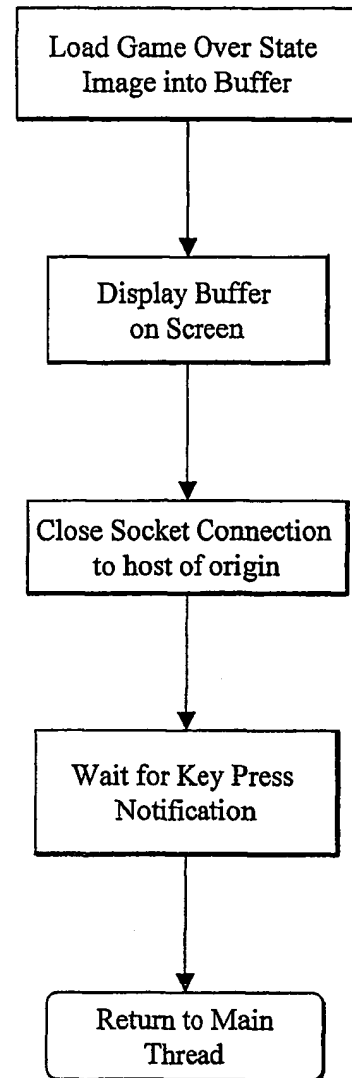 Load Game Over State
Image into Buffer
Display Buffer
on Screen
Close Socket Connection
to host of origin
Wait for Key Press
Notification
Return to Main
Thread